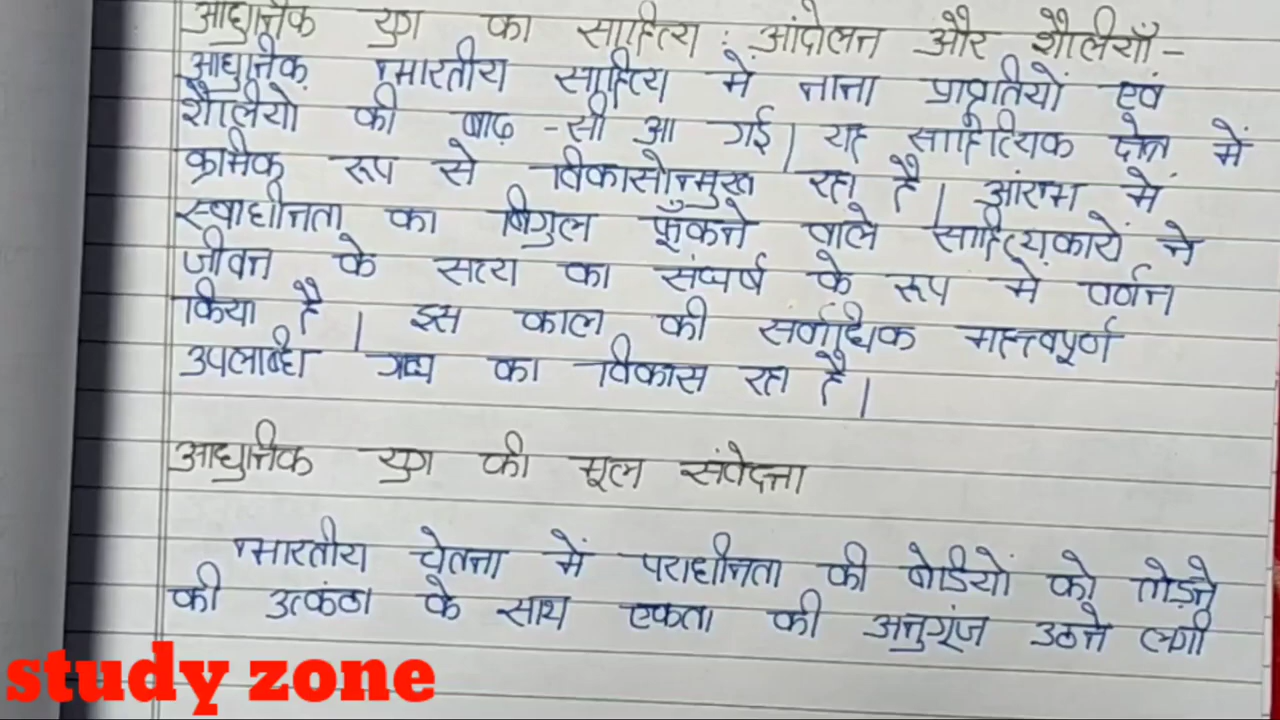 आधुनिक युग का साहित्य : आंदोलन और शैलियाँ -
आधुनिक भारतीय साहित्य में नाना प्रवृतियों एवं
शैलियो की बाढ़ - सी आ गई | यह साहित्यिक क्षेत्र में
क्रमिक रूप से विकासोन्मुख रहा है | आंरम्भ में
स्वाधीनता का बिगुल फूँकने वाले साहित्यकारों ने
जीवन के सत्य का संघर्ष के रूप में वर्णन
किया है | इस काल की सर्वाधिक महत्त्वपूर्ण
उपलब्धि गद्य का विकास रहा है |
आधुनिक युग की मूल संवेदना
भारतीय चेतना में पराधीनता की बेडियों को तोड़ने
की उत्कंठा के साथ एकता की अनुगूंज उठने लगी
study zone